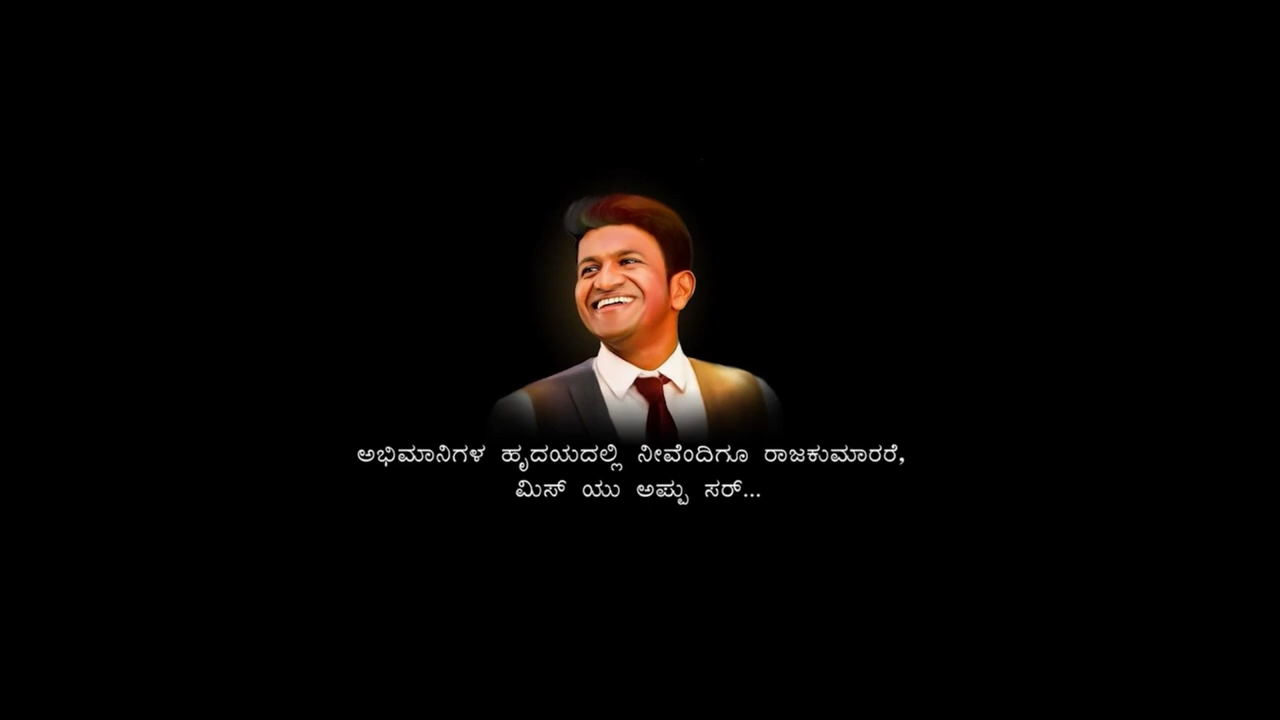 ಅಭಿಮಾನಿಗಳ ಹೃದಯದಲ್ಲಿ ನೀವೆಂದಿಗೂ ರಾಜಕುಮಾರರೆ,
ಮಿಸ್ ಯು ಅಪ್ಪು ಸರ್...